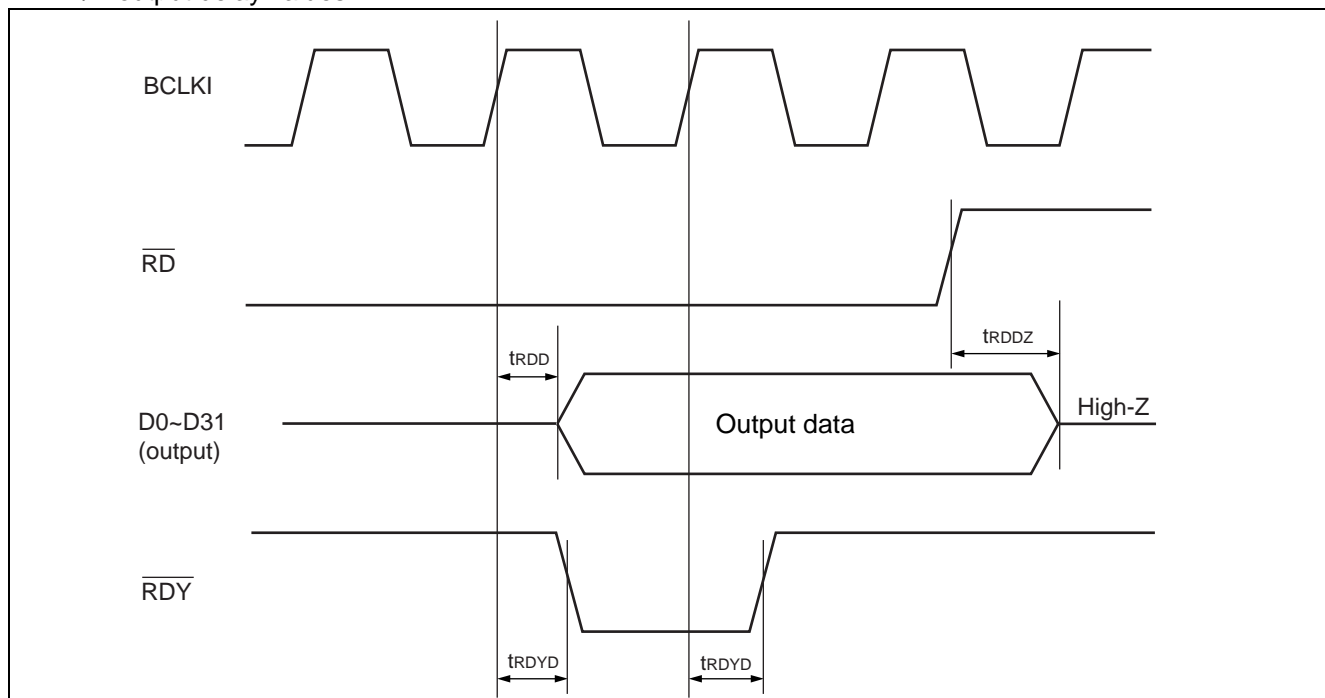 BCLKI
RD
tRDD
tRDDZ
D0~D31
(output)
Output data
High-Z
RDY
tRDYD
tRDYD